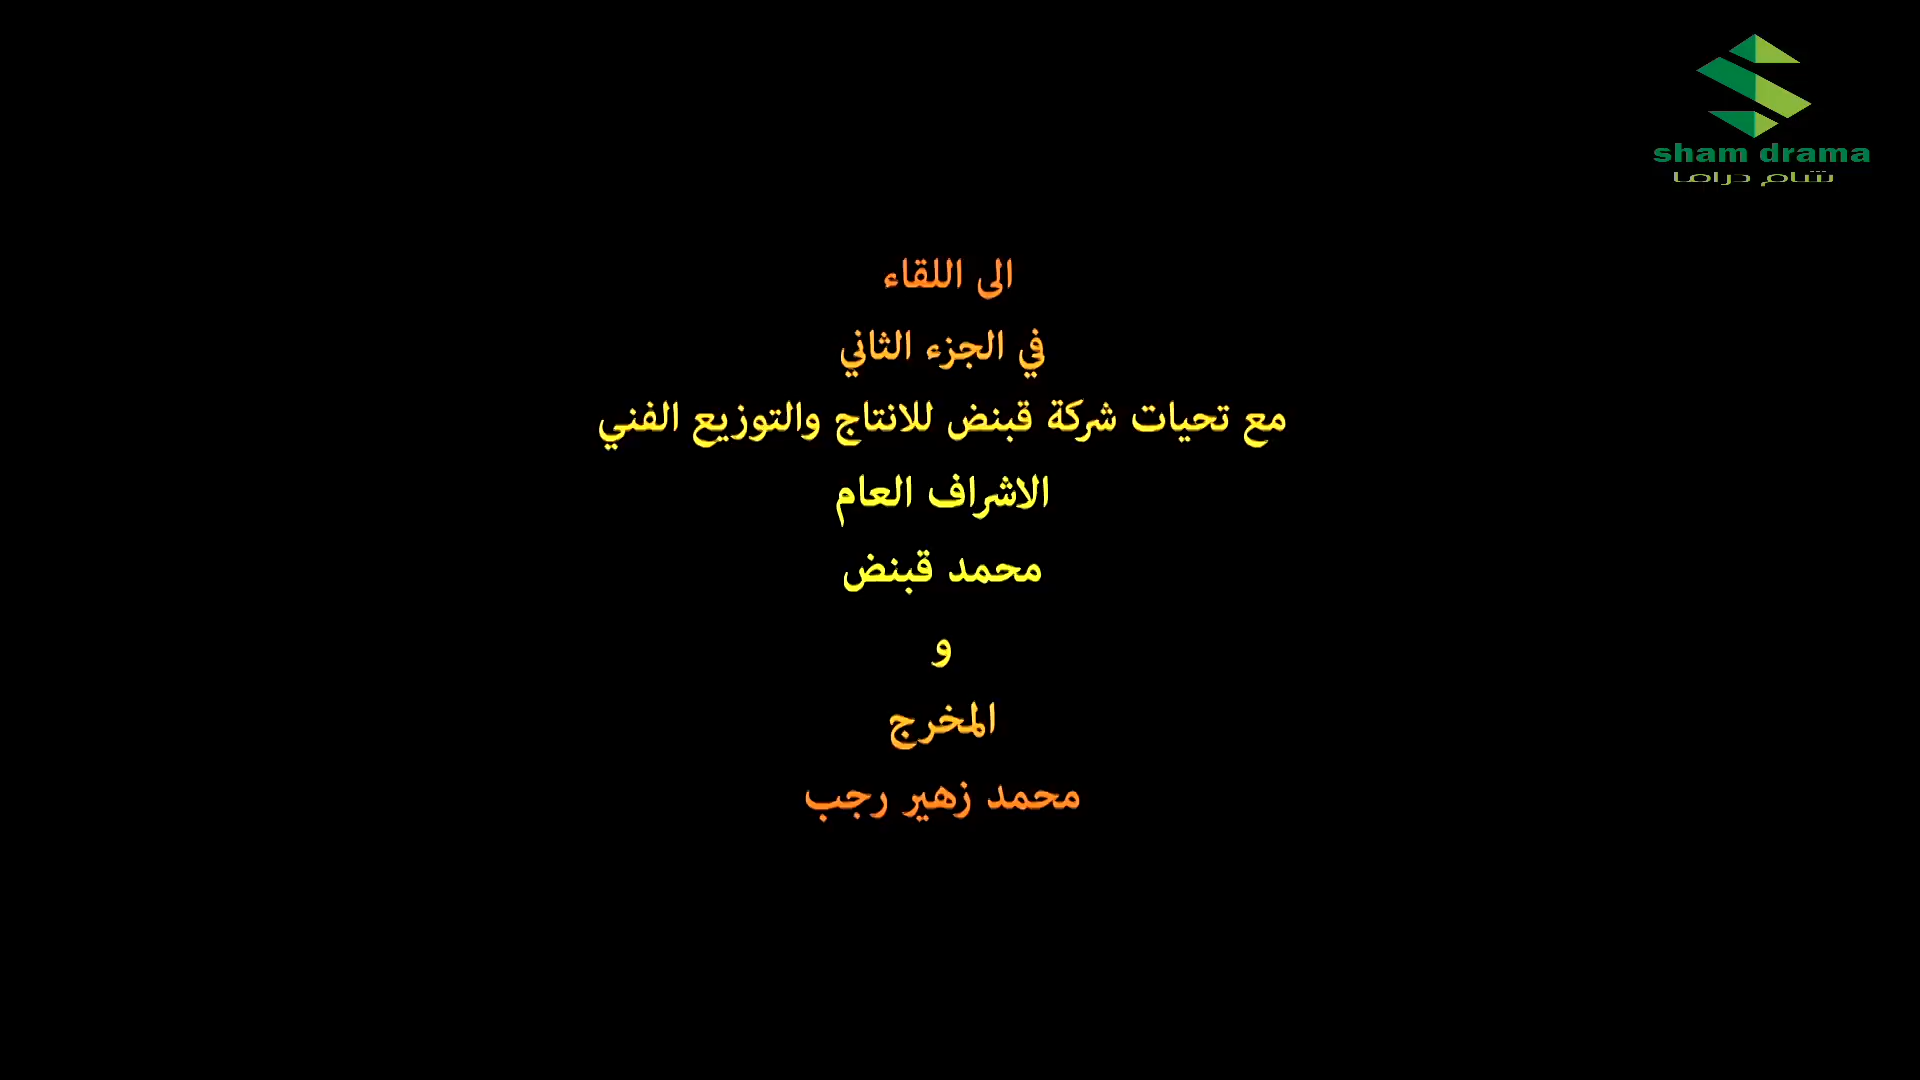 sham drama
شام دراما
الى اللقاء
في الجزء الثاني
مع تحيات شركة قبنض للانتاج والتوزيع الفني
الاشراف العام
محمد قبنض
و
المخرج
محمد زهير رجب